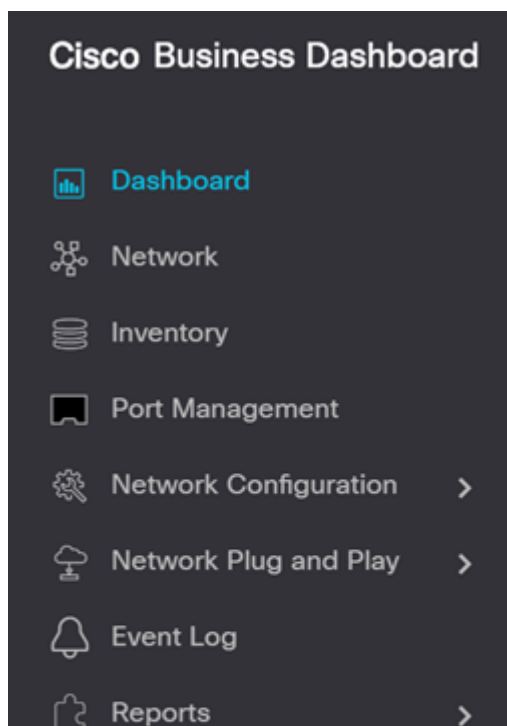 Cisco Business Dashboard
Dashboard
Network
Inventory
Port Management
Network Configuration
Network Plug and Play
Event Log
Reports